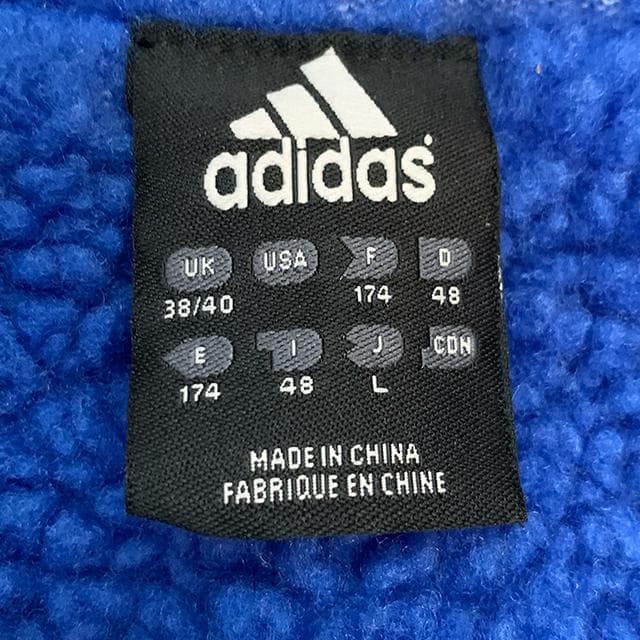 adidas
UK USA F D
38/40 174 48
E I J CDN
174 48 L
MADE IN CHINA
FABRIQUE EN CHINE